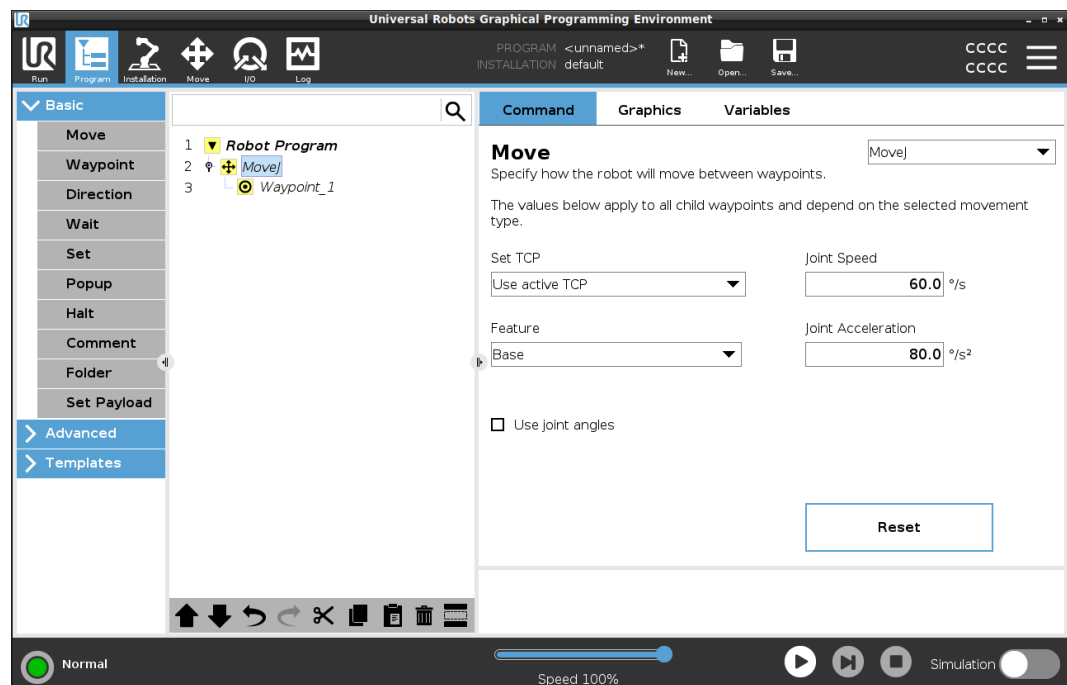 Universal Robots Graphical Programming Environment
UR
Run
Program
Installation
Move
I/O
Log
PROGRAM <unnamed>*
INSTALLATION default
New...
Open...
Save...
CCCC
CCCC
Basic
Move
Waypoint
Direction
Wait
Set
Popup
Halt
Comment
Folder
Set Payload
Advanced
Templates
1 Robot Program
2 MoveJ
3 Waypoint_1
Command Graphics Variables
Move
MoveJ
Specify how the robot will move between waypoints.
The values below apply to all child waypoints and depend on the selected movement
type.
Set TCP
Joint Speed
Use active TCP
60.0 °/s
Feature
Joint Acceleration
Base
80.0 °/s²
Use joint angles
Reset
Normal
Speed 100%
Simulation